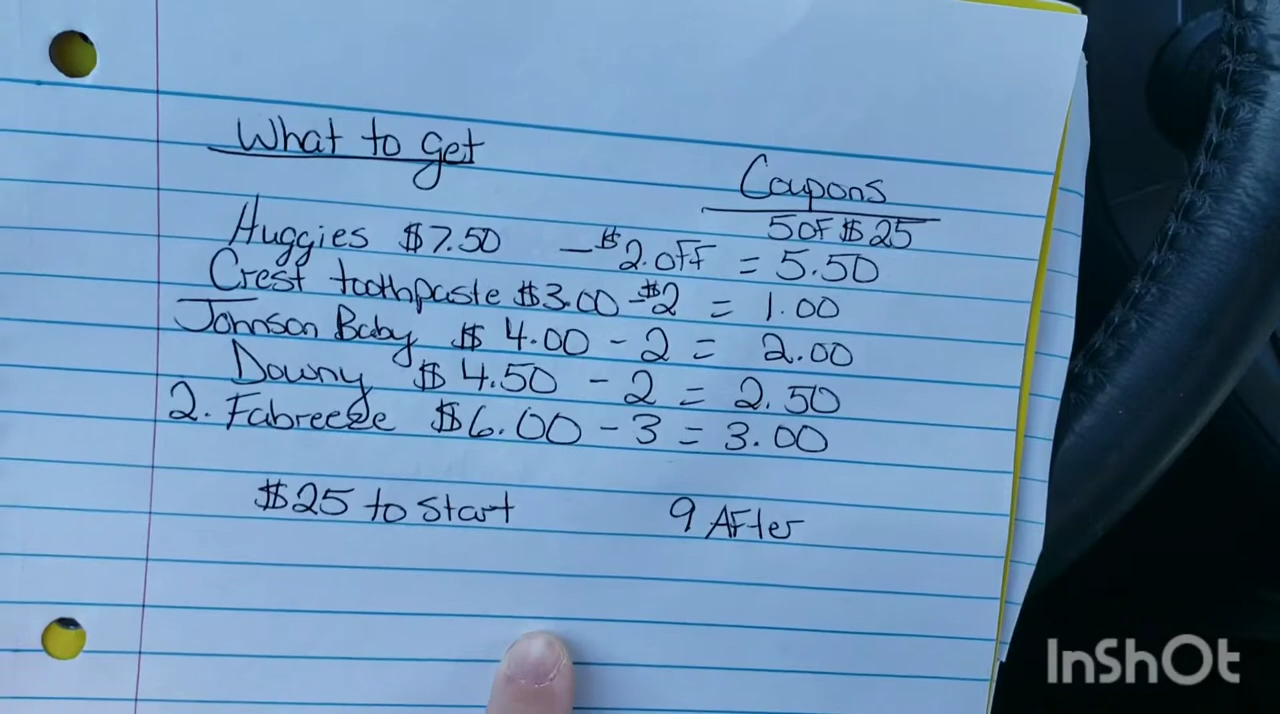 What to get
Coupons
5 off $25
Huggies $7.50 - $2.off = 5.50
Crest toothpaste $3.00 - $2 = 1.00
Johnson Baby $ 4.00 - 2 = 2.00
Downy $ 4.50 - 2 = 2.50
2. Fabreeze $6.00 - 3 = 3.00
$25 to start 9 After
InShOt